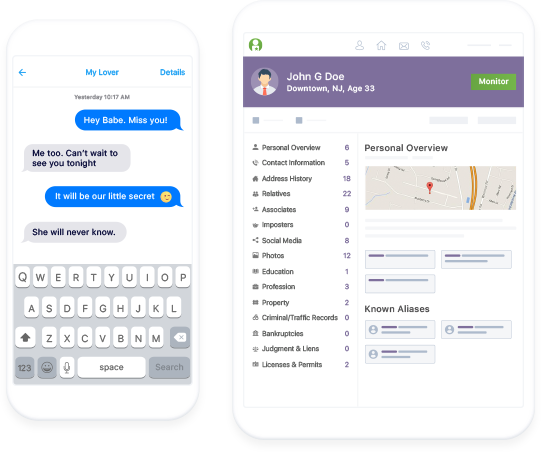 My Lover
Details
Yesterday 10:17 AM
Hey Babe. Miss you!
Me too. Can't wait to
see you tonight
It will be our little secret
She will never know.
Q W E R T Y U I O P
A S D F G H J K L
Z X C V B N M
123
space
Search
John G Doe
Downtown, NJ, Age 33
Monitor
Personal Overview 6
Contact Information 5
Address History 18
Relatives 22
Associates 9
Imposters 0
Social Media 8
Photos 12
Education 1
Profession 3
Property 2
Criminal/Traffic Records 0
Bankruptcies 0
Judgment & Liens 0
Licenses & Permits 2
Personal Overview
Known Aliases